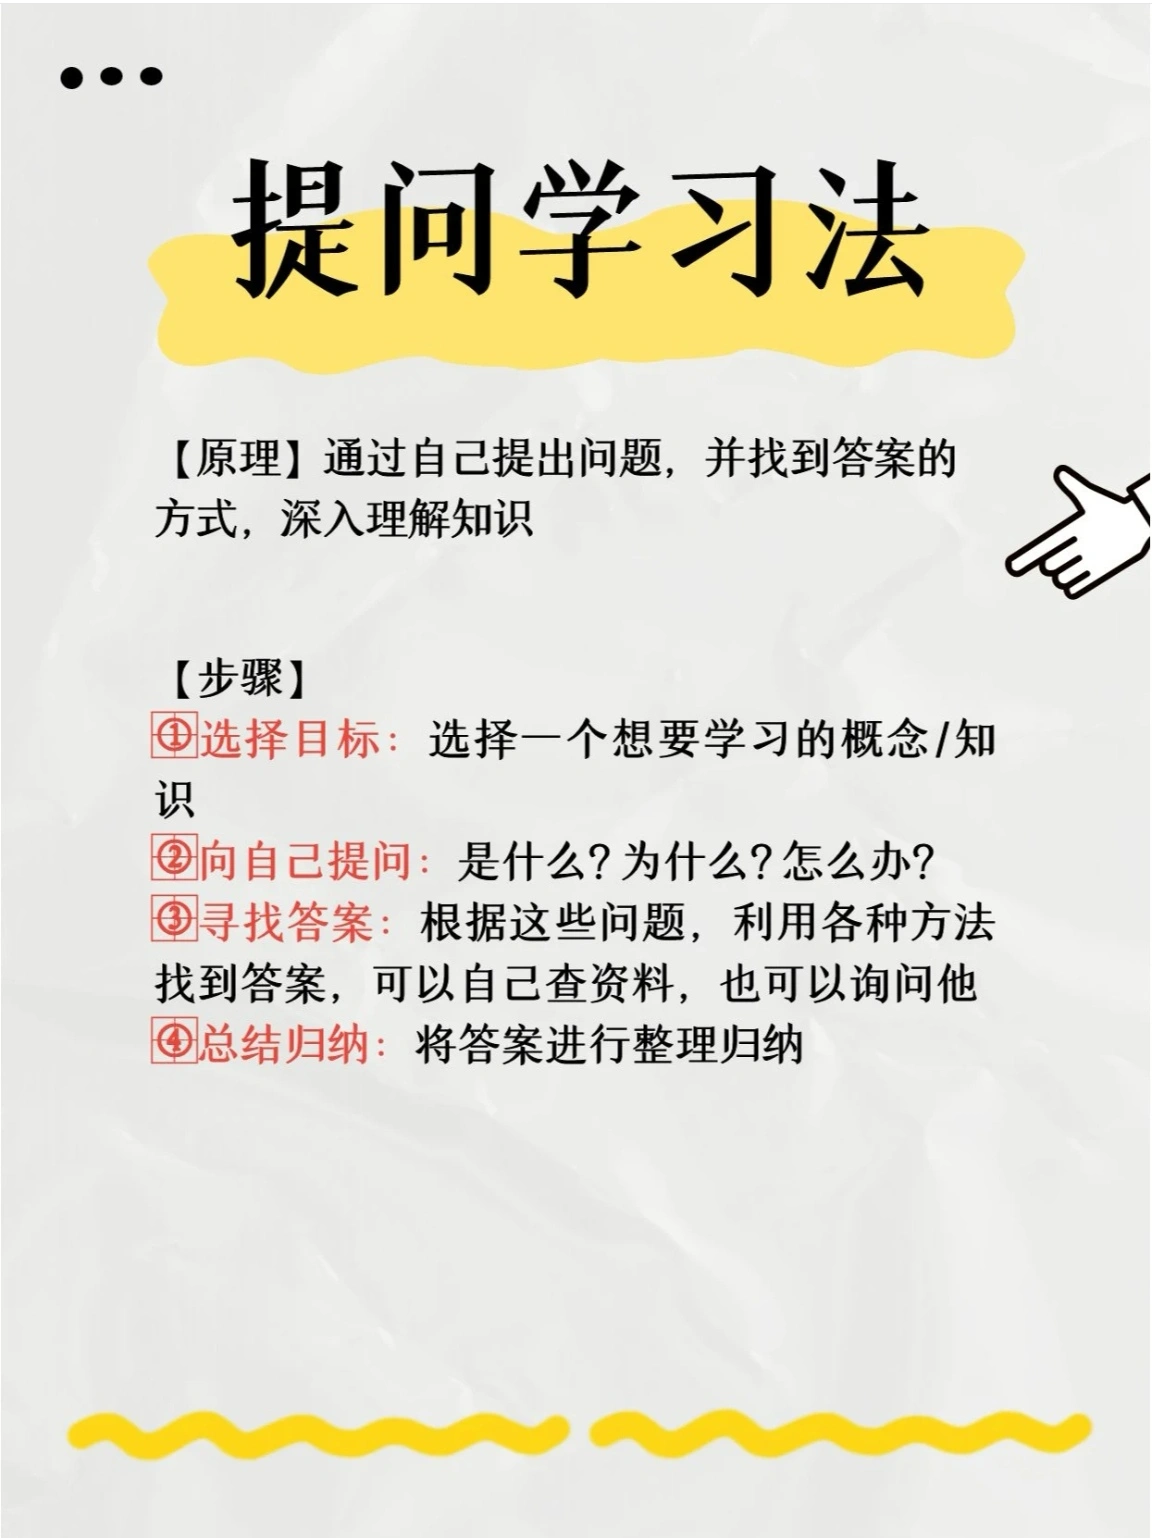 提问学习法
【原理】通过自己提出问题，并找到答案的
方式，深入理解知识
【步骤】
①选择目标：选择一个想要学习的概念/知
识
②向自己提问：是什么？为什么？怎么办？
③寻找答案：根据这些问题，利用各种方法
找到答案，可以自己查资料，也可以询问他
④总结归纳：将答案进行整理归纳